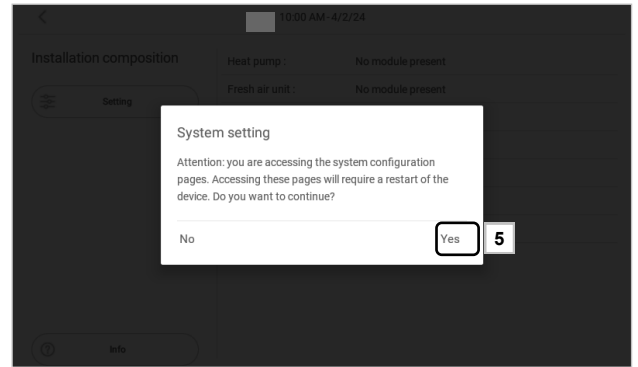 10:00 AM-4/2/24
Installation composition
Heat pump : No module present
Fresh air unit : No module present
Setting
System setting
Attention: you are accessing the system configuration
pages. Accessing these pages will require a restart of the
device. Do you want to continue?
No Yes 5
Info